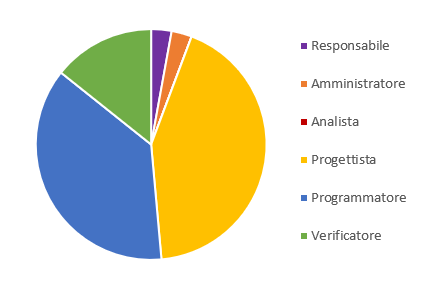 Responsabile
Amministratore
Analista
Progettista
Programmatore
Verificatore